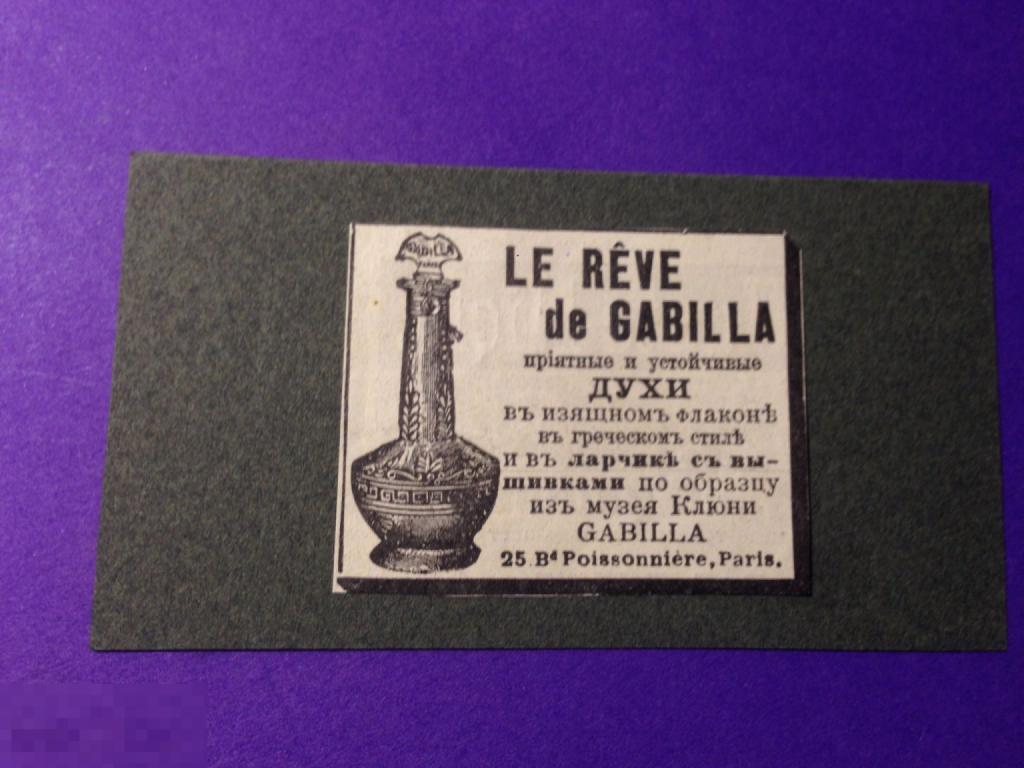 GABILLA
LE RÊVE
de GABILLA
пріятные и устойчивые
ДУХИ
въ изящномъ флаконѣ
въ греческомъ стилѣ
и въ ларчикѣ съ вы-
шивками по образцу
изъ музея Клюни
GABILLA
25 Bd Poissonnière, Paris.